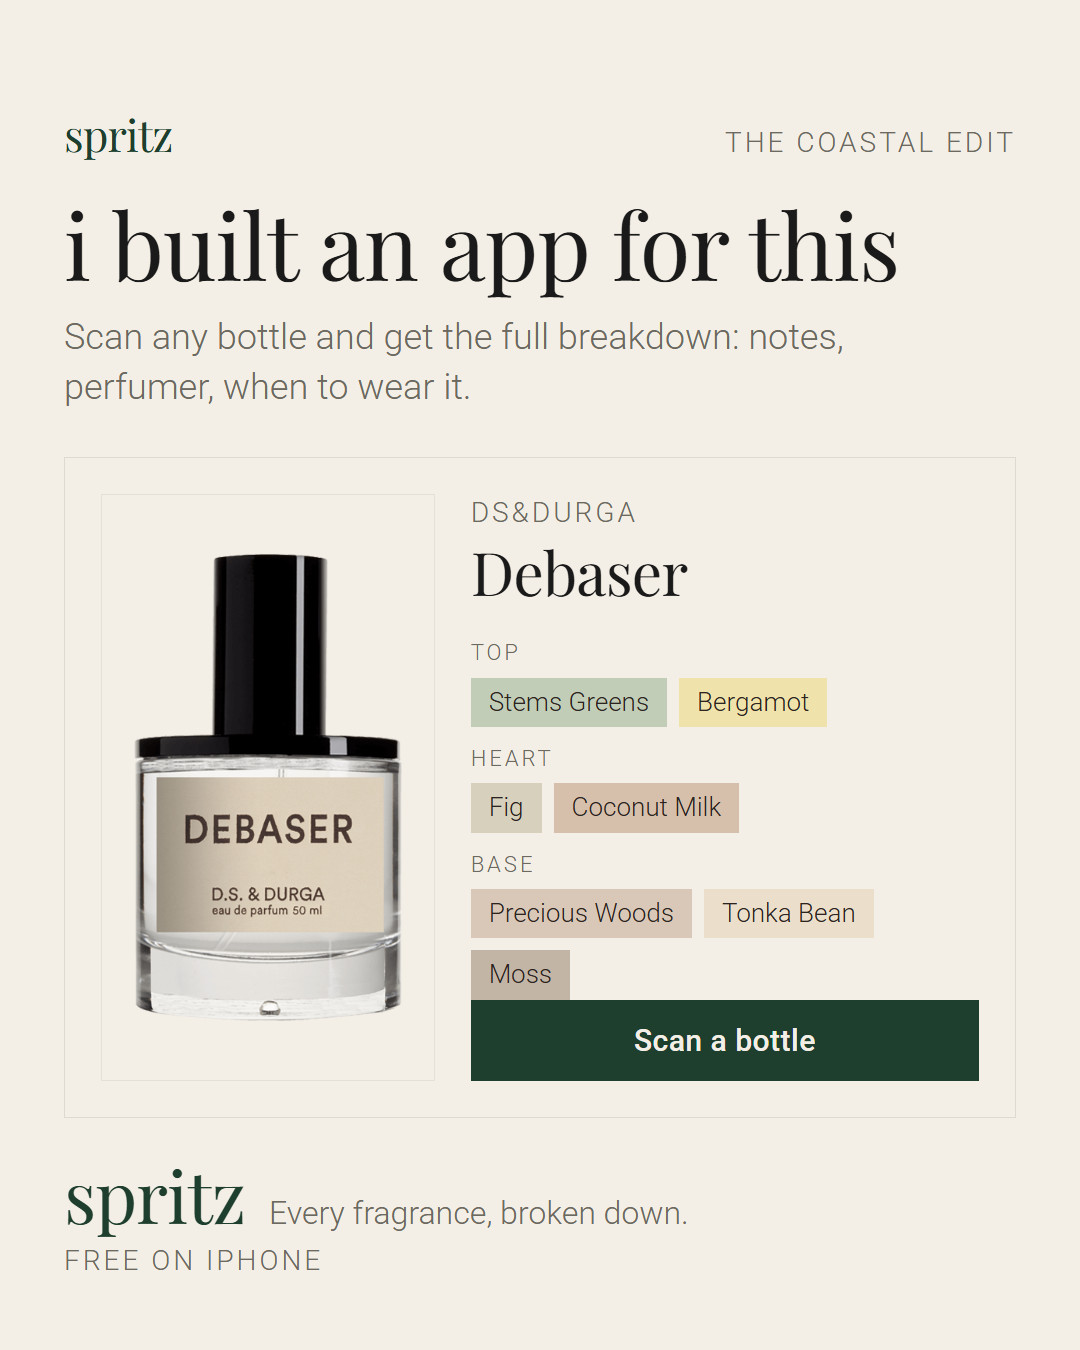 spritz
THE COASTAL EDIT
i built an app for this
Scan any bottle and get the full breakdown: notes,
perfumer, when to wear it.
DEBASER
D.S. & DURGA
eau de parfum 50 ml
DS&DURGA
Debaser
TOP
Stems Greens Bergamot
HEART
Fig Coconut Milk
BASE
Precious Woods Tonka Bean
Moss
Scan a bottle
spritz Every fragrance, broken down.
FREE ON IPHONE